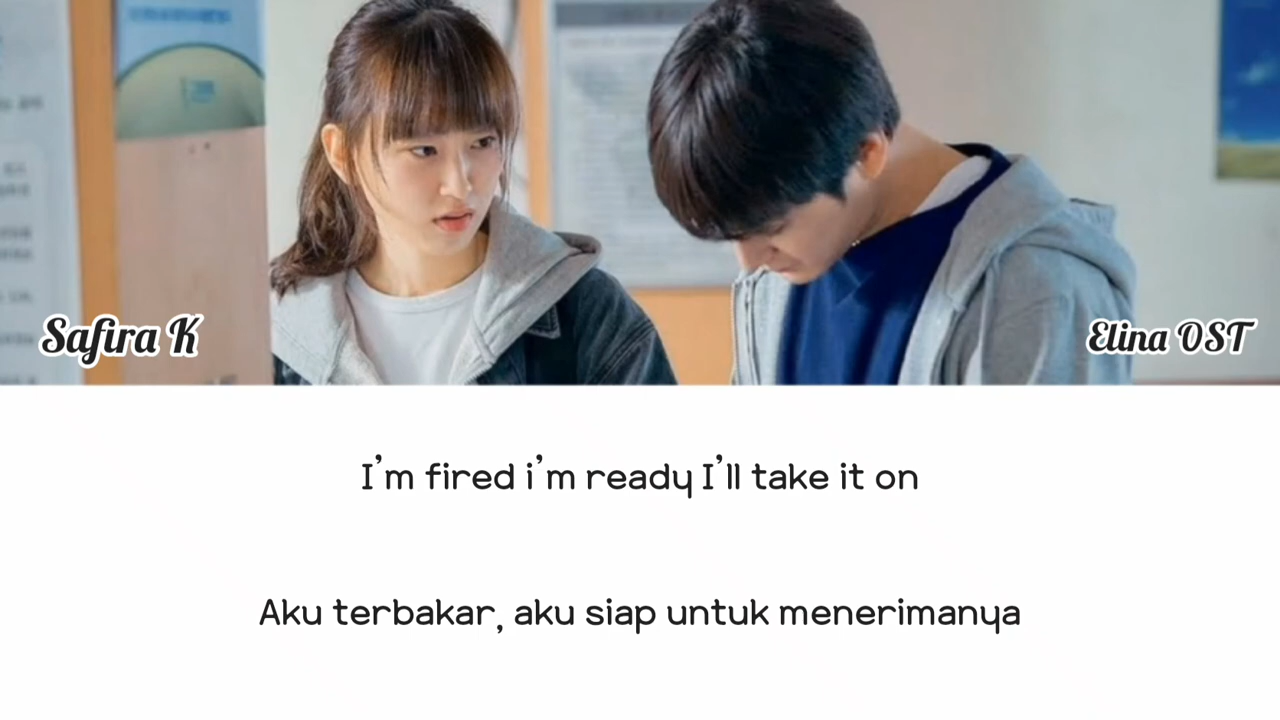 Safira K
Elina OST
I'm fired i'm ready I'll take it on
Aku terbakar, aku siap untuk menerimanya